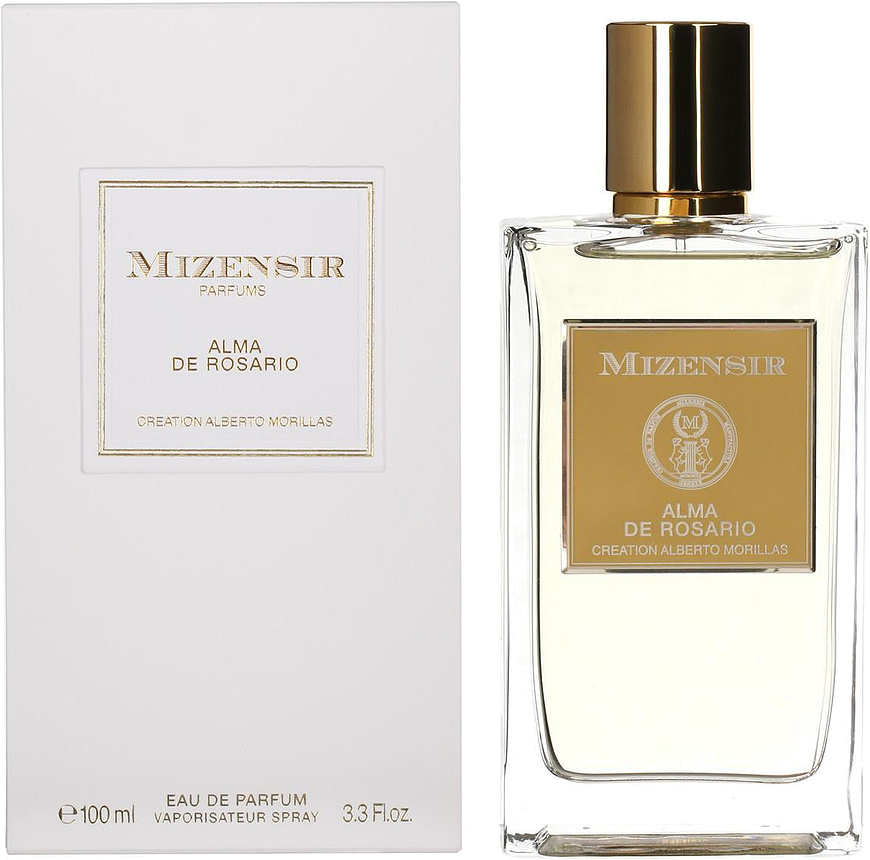 MIZENSIR
PARFUMS
ALMA
DE ROSARIO
CREATION ALBERTO MORILLAS
EAU DE PARFUM
℮100 ml VAPORISATEUR SPRAY 3.3 Fl.oz.
MIZENSIR
M
ALMA
DE ROSARIO
CREATION ALBERTO MORILLAS